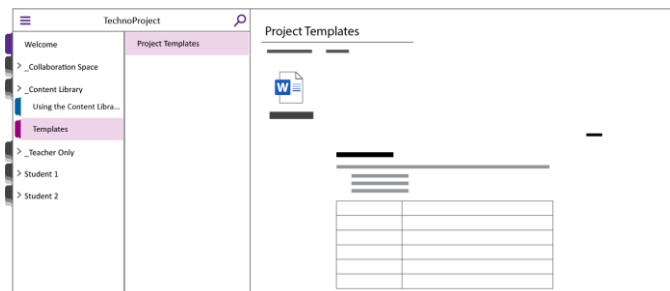 TechnoProject
Welcome
> _Collaboration Space
> _Content Library
Using the Content Libra...
Templates
> _Teacher Only
> Student 1
> Student 2
Project Templates
Project Templates
W